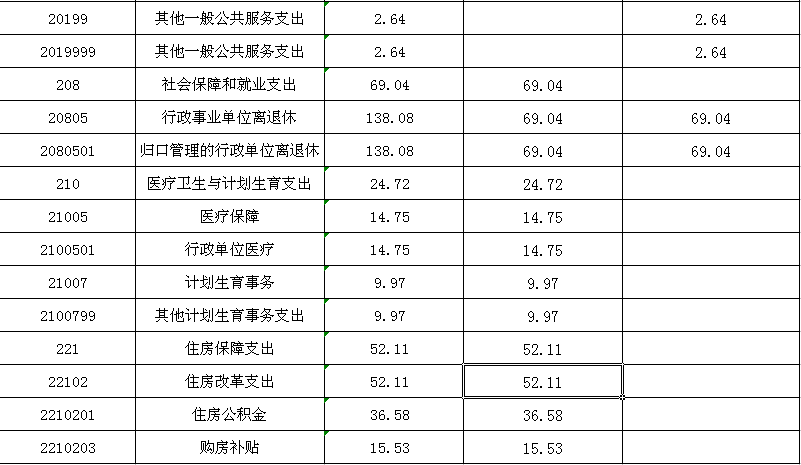 20199 其他一般公共服务支出 2.64 2.64
2019999 其他一般公共服务支出 2.64 2.64
208 社会保障和就业支出 69.04 69.04
20805 行政事业单位离退休 138.08 69.04 69.04
2080501 归口管理的行政单位离退休 138.08 69.04 69.04
210 医疗卫生与计划生育支出 24.72 24.72
21005 医疗保障 14.75 14.75
2100501 行政单位医疗 14.75 14.75
21007 计划生育事务 9.97 9.97
2100799 其他计划生育事务支出 9.97 9.97
221 住房保障支出 52.11 52.11
22102 住房改革支出 52.11 52.11
2210201 住房公积金 36.58 36.58
2210203 购房补贴 15.53 15.53